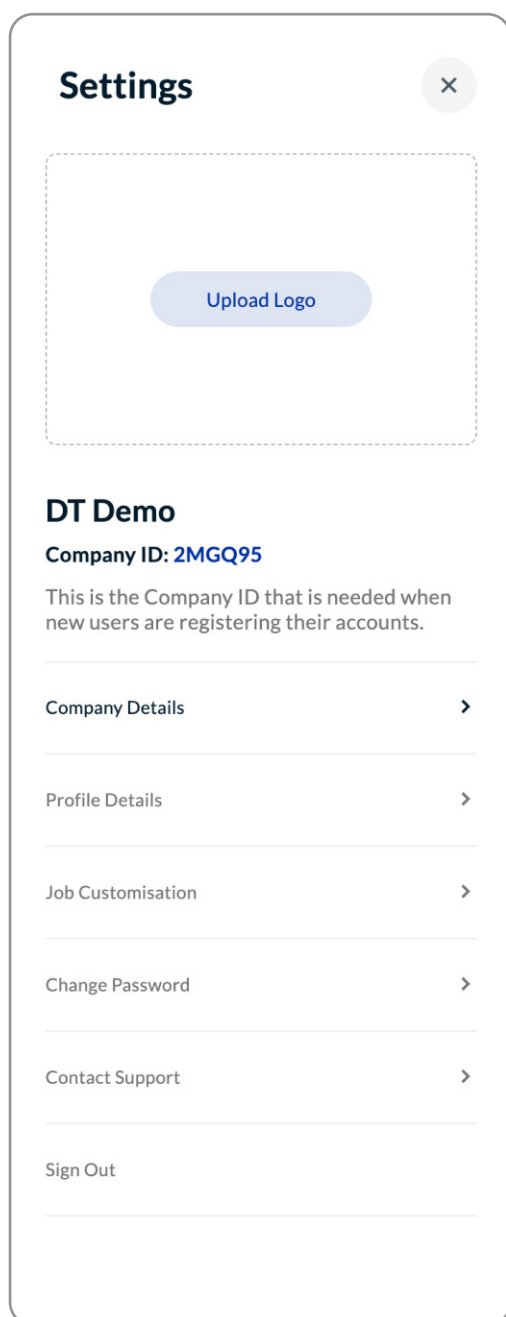 Settings
Upload Logo
DT Demo
Company ID: 2MGQ95
This is the Company ID that is needed when
new users are registering their accounts.
Company Details
Profile Details
Job Customisation
Change Password
Contact Support
Sign Out